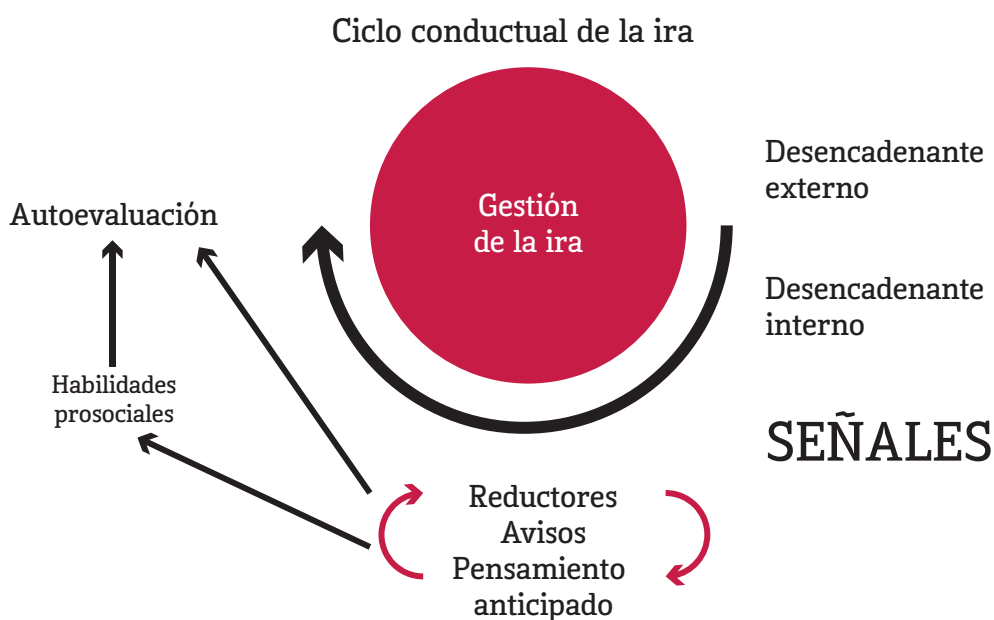 Ciclo conductual de la ira
Desencadenante
externo
Gestión
de la ira
Autoevaluación
Desencadenante
interno
Habilidades
prosociales
SEÑALES
Reductores
Avisos
Pensamiento
anticipado